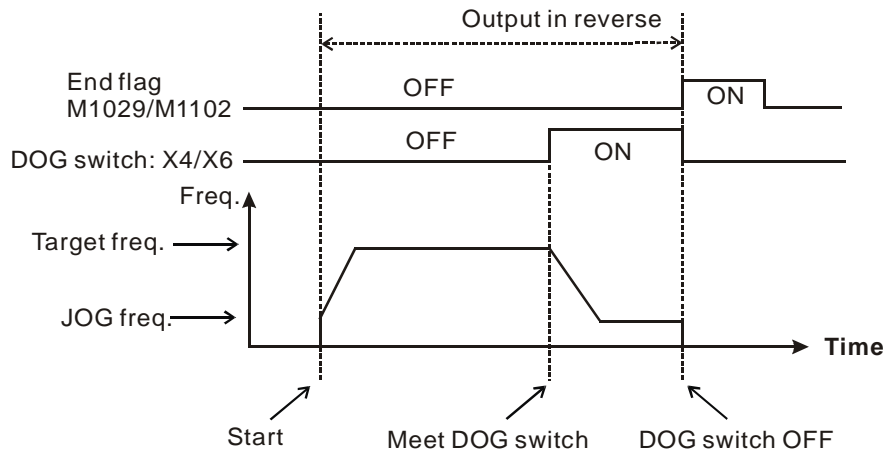 Output in reverse
End flag
M1029/M1102
OFF
ON
DOG switch: X4/X6
OFF
ON
Freq.
Target freq.
JOG freq.
Time
Start
Meet DOG switch
DOG switch OFF